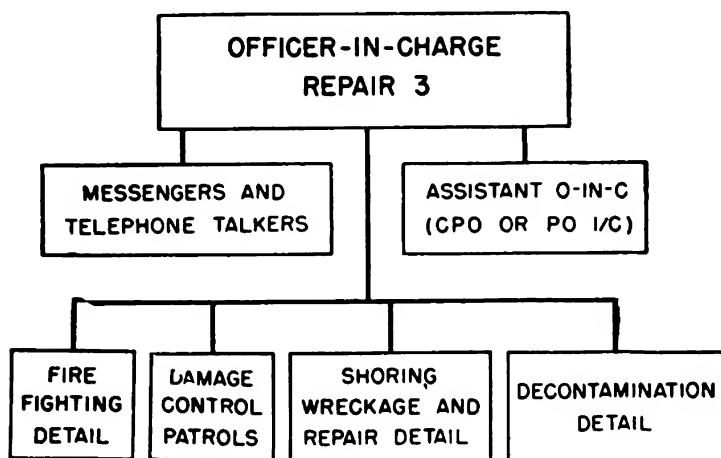 OFFICER-IN-CHARGE
REPAIR 3
MESSENGERS AND
TELEPHONE TALKERS
ASSISTANT O-IN-C
(CPO OR PO I/C)
FIRE
FIGHTING
DETAIL
DAMAGE
CONTROL
PATROLS
SHORING
WRECKAGE AND
REPAIR DETAIL
DECONTAMINATION
DETAIL